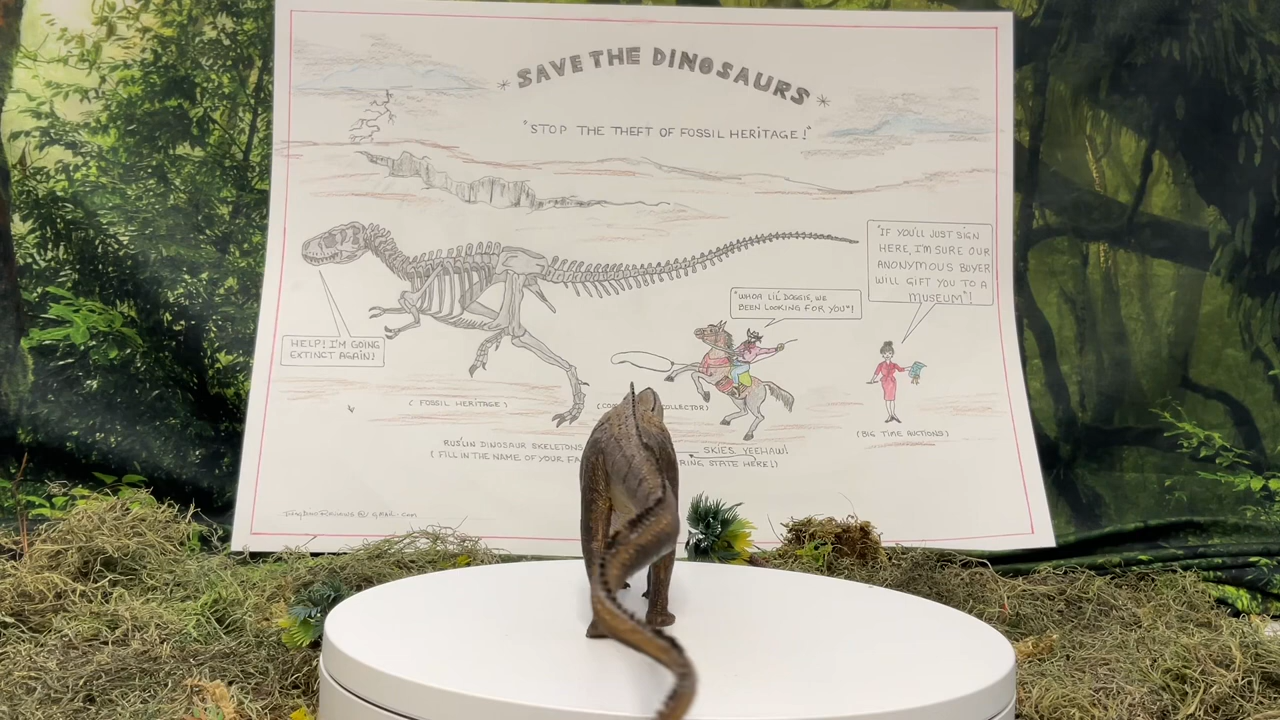 * SAVE THE DINOSAURS *
"STOP THE THEFT OF FOSSIL HERITAGE!"
"IF YOU'LL JUST SIGN
HERE, I'M SURE OUR
ANONYMOUS BUYER
WILL GIFT YOU TO A
MUSEUM"!
"WHOA LIL' DOGGIE, WE
BEEN LOOKING FOR YOU"!
HELP! I'M GOING
EXTINCT AGAIN!
( FOSSIL HERITAGE )
COLLECTOR)
(BIG TIME AUCTIONS)
RUS'LIN DINOSAUR SKELETONS
SKIES. YEEHAW!
( FILL IN THE NAME OF YOUR
STATE HERE!)